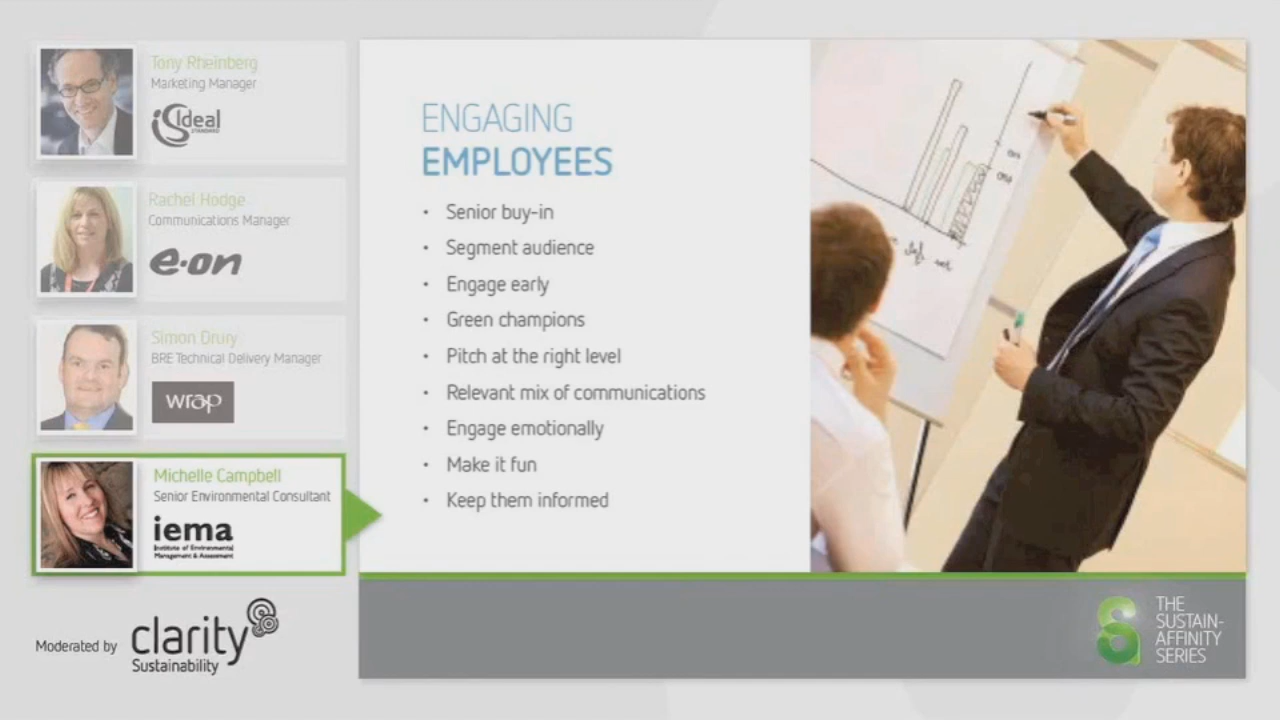 Tony Rheinberg
Marketing Manager
Ideal
STANDARD
Rachel Hodge
Communications Manager
e·on
Simon Drury
BRE Technical Delivery Manager
wrap
Michelle Campbell
Senior Environmental Consultant
iema
Institute of Environmental
Management & Assessment
Moderated by
clarity
Sustainability
ENGAGING
EMPLOYEES
• Senior buy-in
• Segment audience
• Engage early
• Green champions
• Pitch at the right level
• Relevant mix of communications
• Engage emotionally
• Make it fun
• Keep them informed
THE
SUSTAIN-
AFFINITY
SERIES